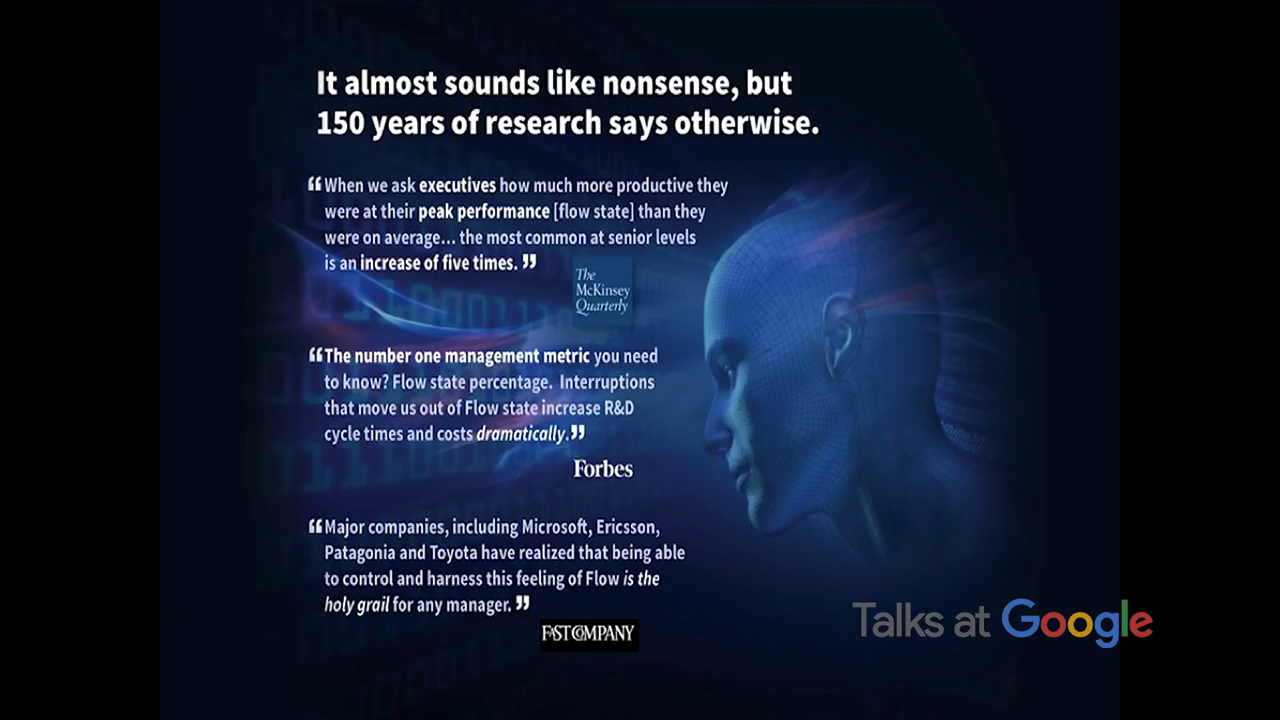 It almost sounds like nonsense, but
150 years of research says otherwise.
“When we ask executives how much more productive they
were at their peak performance [flow state] than they
were on average... the most common at senior levels
is an increase of five times.”
The
McKinsey
Quarterly
“The number one management metric you need
to know? Flow state percentage. Interruptions
that move us out of Flow state increase R&D
cycle times and costs dramatically.”
Forbes
“Major companies, including Microsoft, Ericsson,
Patagonia and Toyota have realized that being able
to control and harness this feeling of Flow is the
holy grail for any manager.”
FAST COMPANY
Talks at Google